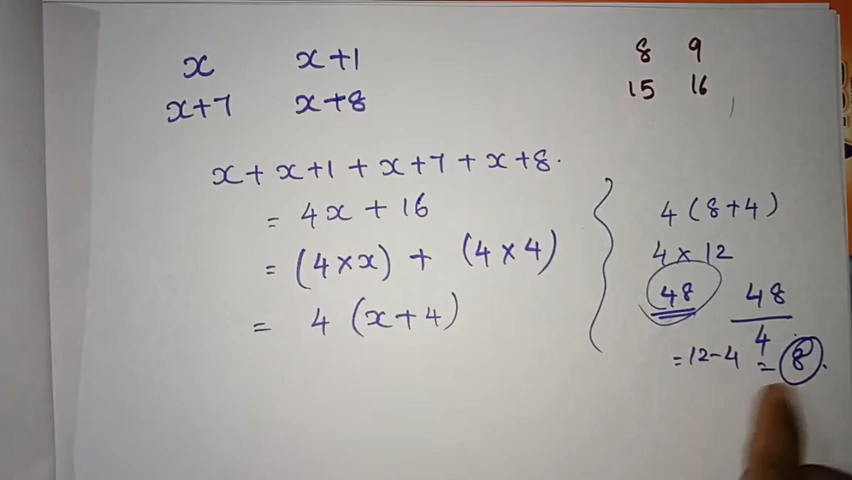 x x+1
x+7 x+8
8 9
15 16
x + x+1 + x+7 + x+8.
= 4x + 16
= (4×x) + (4×4)
= 4 (x+4)
4 (8+4)
4 × 12
48
48
4
= 12-4 = 8.